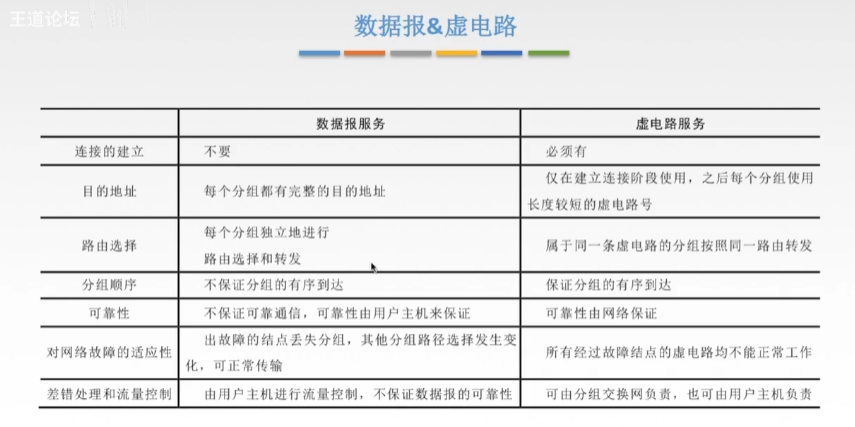 王道论坛
数据报&虚电路
数据报服务 虚电路服务
连接的建立 不要 必须有
目的地址 每个分组都有完整的目的地址 仅在建立连接阶段使用，之后每个分组使用
长度较短的虚电路号
路由选择 每个分组独立地进行
路由选择和转发 属于同一条虚电路的分组按照同一路由转发
分组顺序 不保证分组的有序到达 保证分组的有序到达
可靠性 不保证可靠通信，可靠性由用户主机来保证 可靠性由网络保证
对网络故障的适应性 出故障的结点丢失分组，其他分组路径选择发生变
化，可正常传输 所有经过故障结点的虚电路均不能正常工作
差错处理和流量控制 由用户主机进行流量控制，不保证数据报的可靠性 可由分组交换网负责，也可由用户主机负责